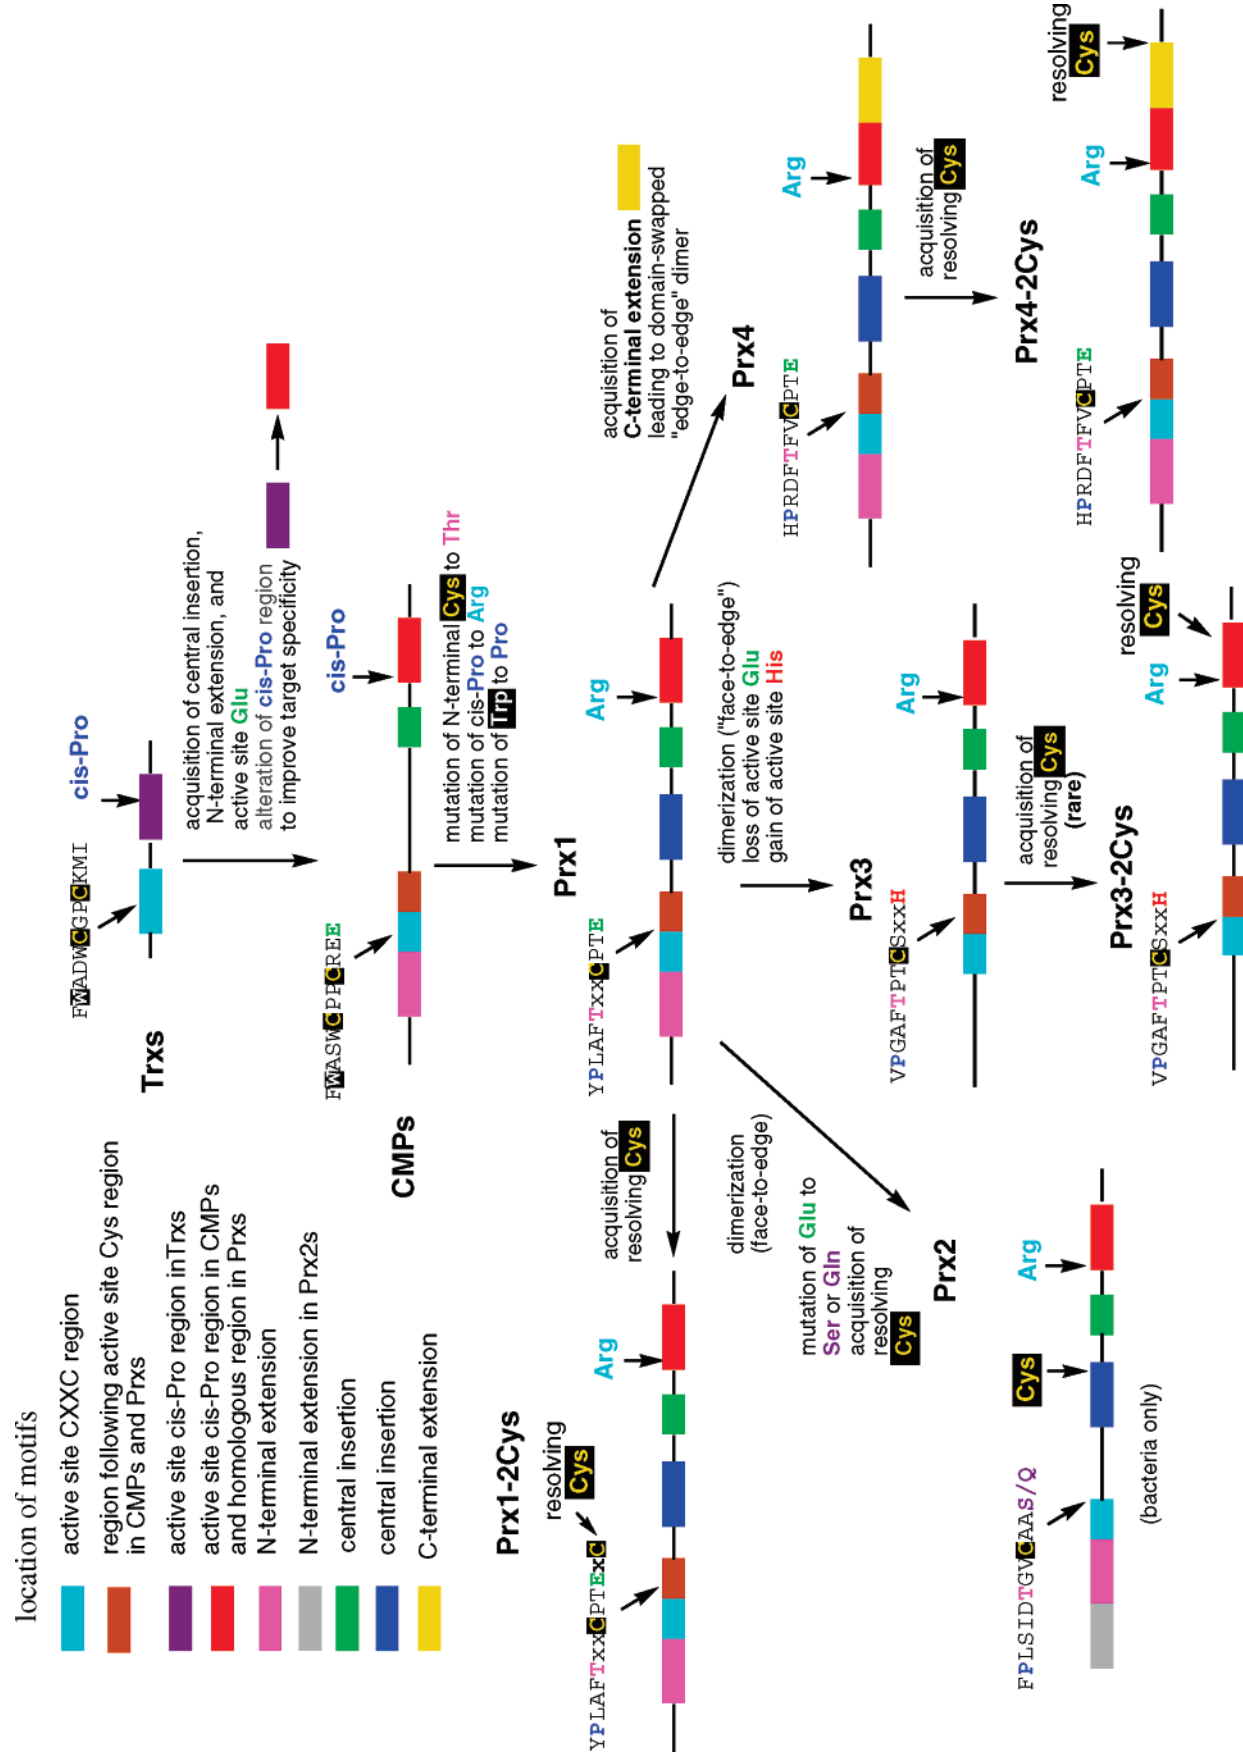 location of motifs
active site CXXC region
region following active site Cys region
in CMPs and Prxs
active site cis-Pro region inTrxs
active site cis-Pro region in CMPs
and homologous region in Prxs
N-terminal extension
N-terminal extension in Prx2s
central insertion
central insertion
C-terminal extension
Trxs
FWADWCGPCKMI
cis-Pro
acquisition of central insertion,
N-terminal extension, and
active site Glu
alteration of cis-Pro region
to improve target specificity
CMPs
FWASWCPPCREE
cis-Pro
mutation of N-terminal Cys to Thr
mutation of cis-Pro to Arg
mutation of Trp to Pro
Prx1
YPLAFTxxCPTE
Arg
acquisition of
resolving Cys
Prx1-2Cys
resolving
Cys
YPLAFTxxCPTExC
Arg
dimerization
(face-to-edge)
mutation of Glu to
Ser or Gln
acquisition of
resolving
Cys
Prx2
FPLSIDTGVCAAS/Q
Cys
Arg
(bacteria only)
dimerization ("face-to-edge")
loss of active site Glu
gain of active site His
Prx3
VPGAFTPTCSxxH
Arg
acquisition of
resolving Cys
(rare)
Prx3-2Cys
VPGAFTPTCSxxH
Arg
resolving
Cys
acquisition of
C-terminal extension
leading to domain-swapped
"edge-to-edge" dimer
Prx4
HPRDFTFVCPTE
Arg
acquisition of
resolving Cys
Prx4-2Cys
HPRDFTFVCPTE
Arg
resolving
Cys